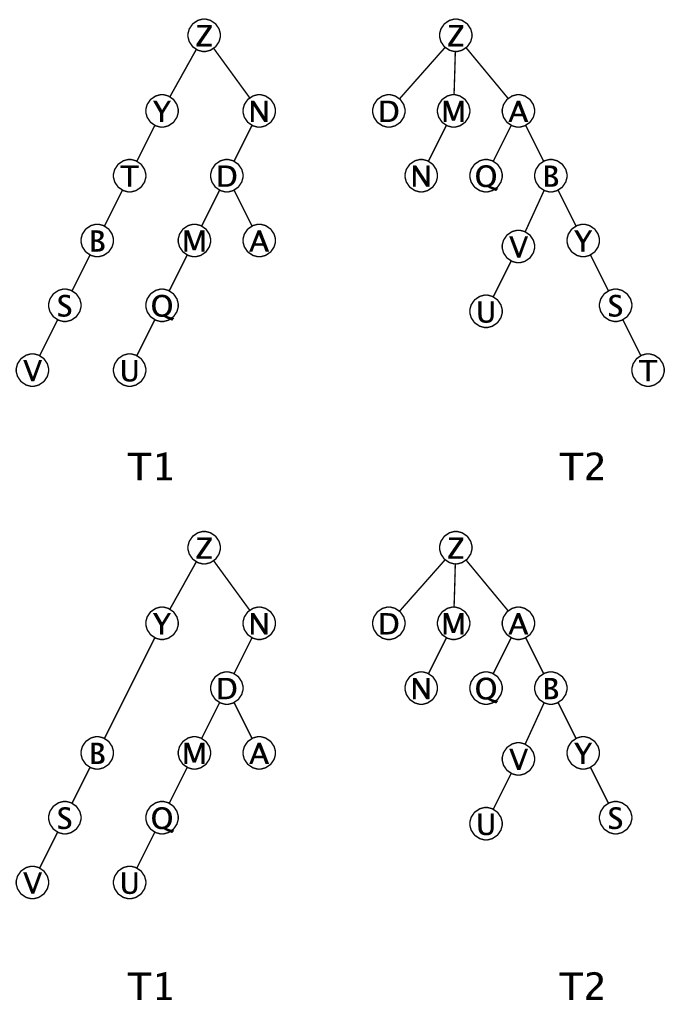 Z Z
Y N D M A
T D N Q B
B M A V Y
S Q U S
V U T
T1 T2
Z Z
Y N D M A
D N Q B
B M A V Y
S Q U S
V U
T1 T2